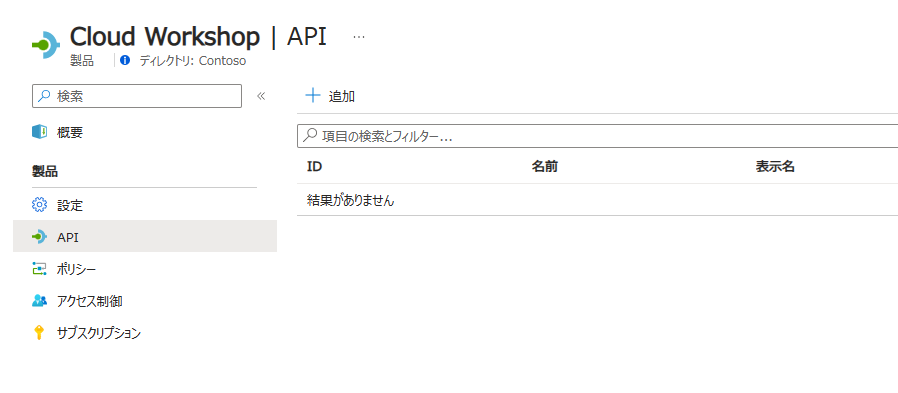 Cloud Workshop | API ...
製品 ディレクトリ: Contoso
検索
概要
製品
設定
API
ポリシー
アクセス制御
サブスクリプション
追加
項目の検索とフィルター...
ID 名前 表示名
結果がありません